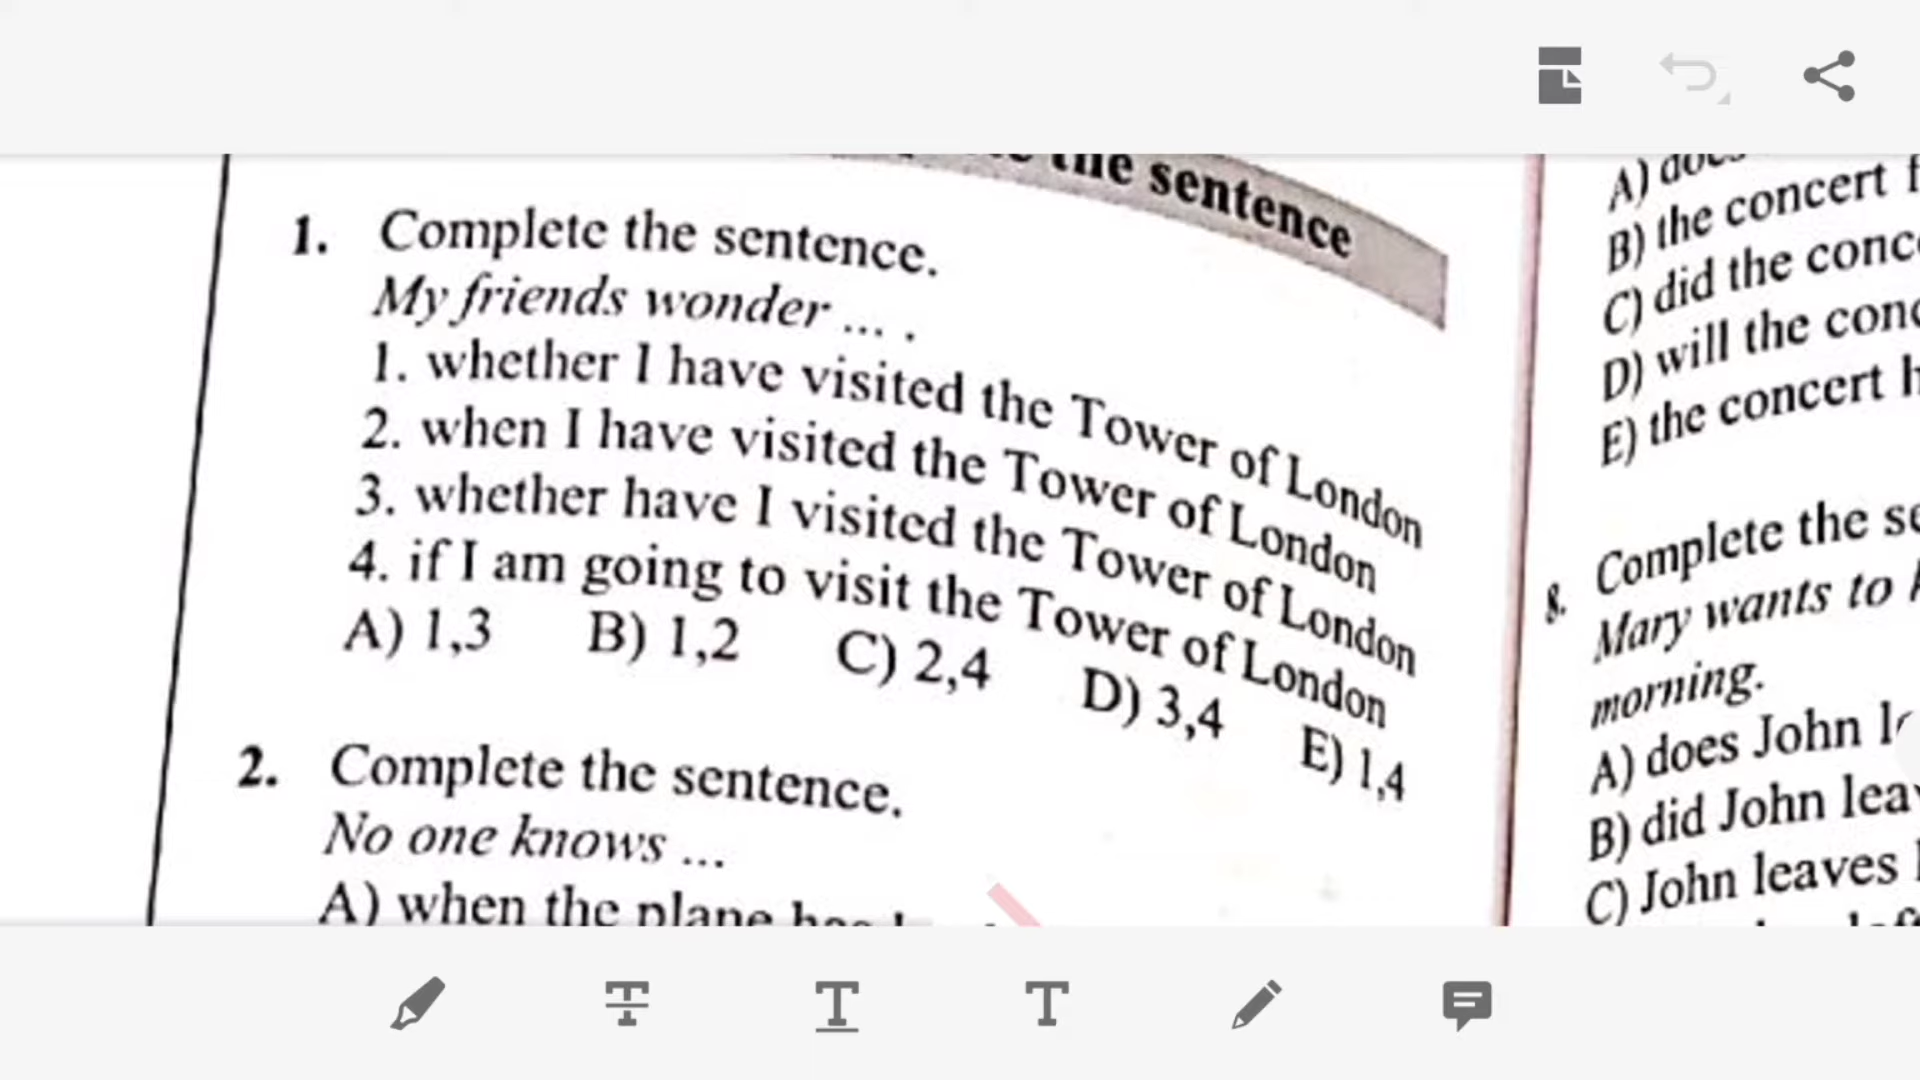 the sentence
1. Complete the sentence.
My friends wonder ... .
1. whether I have visited the Tower of London
2. when I have visited the Tower of London
3. whether have I visited the Tower of London
4. if I am going to visit the Tower of London
A) 1,3 B) 1,2 C) 2,4 D) 3,4 E) 1,4
2. Complete the sentence.
No one knows ...
A) when the plane
A)
B) the concert
C) did the
D) will the
E) the concert
8. Complete the
Mary wants to
morning.
A) does John
B) did John
C) John leaves